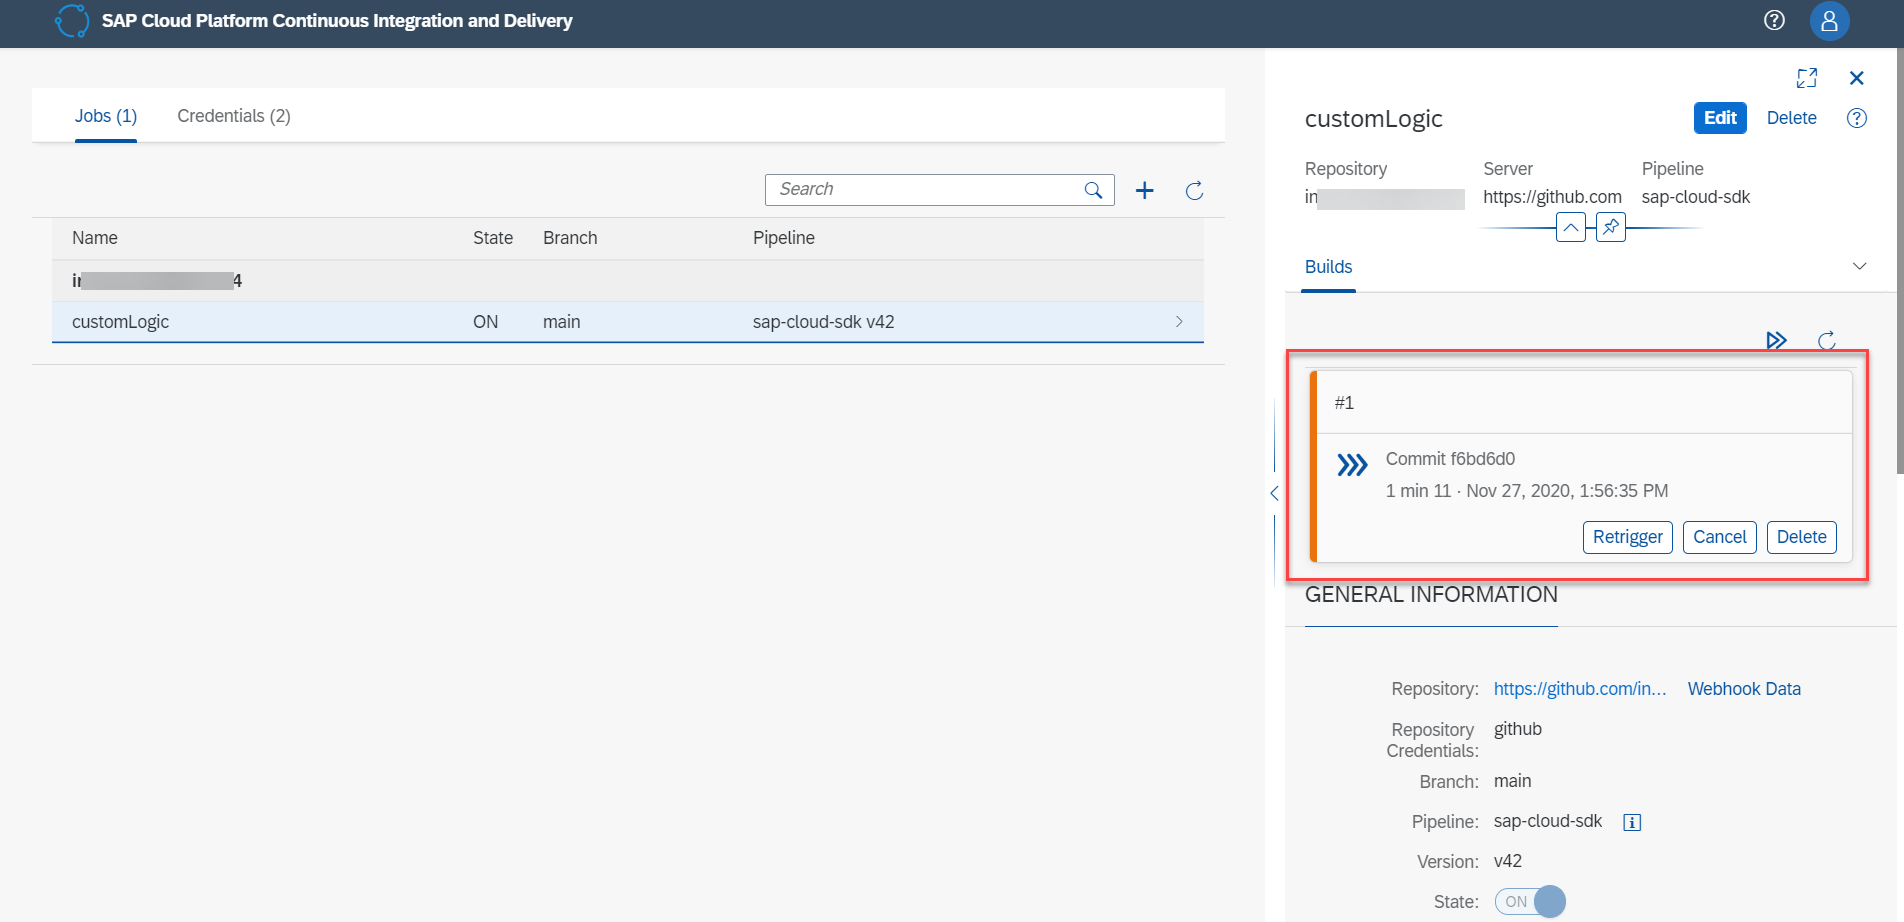 SAP Cloud Platform Continuous Integration and Delivery
Jobs (1) Credentials (2)
Search
Name State Branch Pipeline
4
customLogic ON main sap-cloud-sdk v42
customLogic
Edit Delete
Repository Server Pipeline
in https://github.com sap-cloud-sdk
Builds
#1
Commit f6bd6d0
1 min 11 · Nov 27, 2020, 1:56:35 PM
Retrigger Cancel Delete
GENERAL INFORMATION
Repository: https://github.com/in... Webhook Data
Repository Credentials: github
Branch: main
Pipeline: sap-cloud-sdk
Version: v42
State: ON